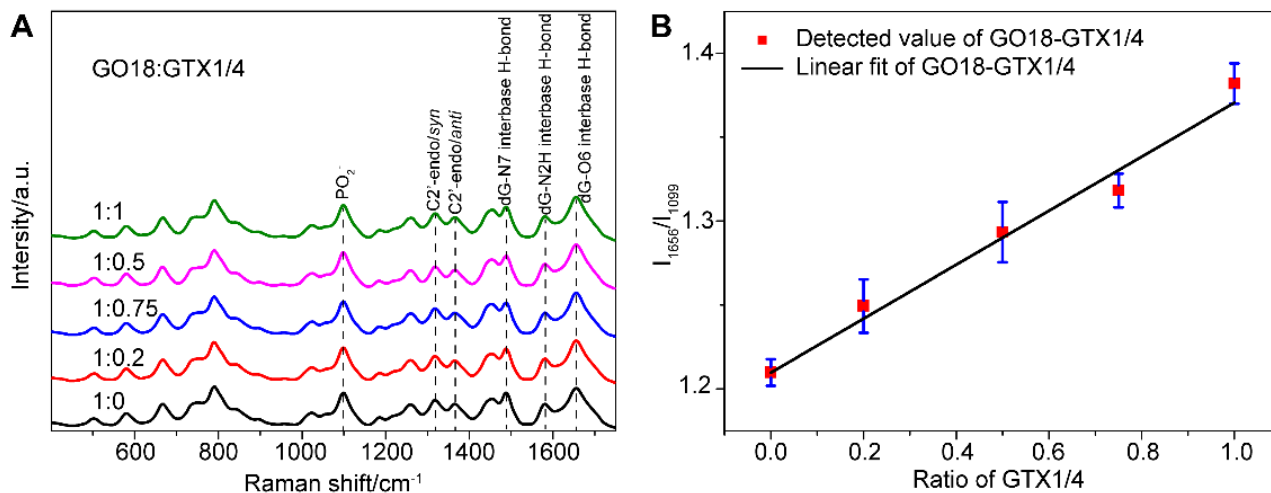 A
GO18:GTX1/4
PO₂⁻
C2'-endo/syn
C2'-endo/anti
dG-N7 interbase H-bond
dG-N2H interbase H-bond
dG-O6 interbase H-bond
1:1
1:0.5
1:0.75
1:0.2
1:0
Intersity/a.u.
600 800 1000 1200 1400 1600
Raman shift/cm⁻¹
B
Detected value of GO18-GTX1/4
Linear fit of GO18-GTX1/4
1.4
1.3
1.2
I₁₆₅₆/I₁₀₉₉
0.0 0.2 0.4 0.6 0.8 1.0
Ratio of GTX1/4